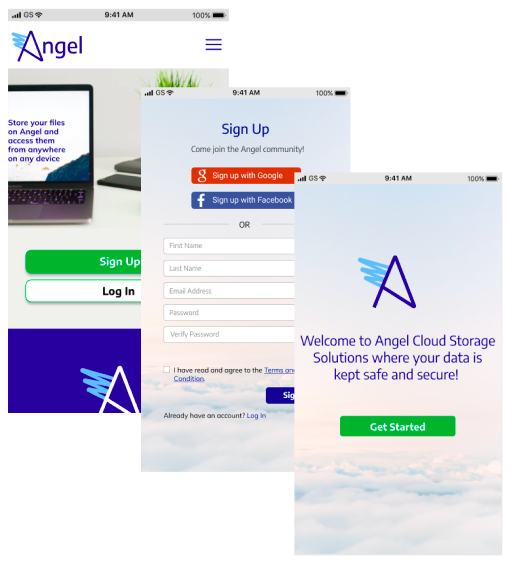 GS 9:41 AM 100%
Angel
Store your files
on Angel and
access them
from anywhere
on any device
Sign Up
Log In
GS 9:41 AM 100%
Sign Up
Come join the Angel community!
8 Sign up with Google
f Sign up with Facebook
OR
First Name
Last Name
Email Address
Password
Verify Password
I have read and agree to the Terms and
Condition.
Sig
Already have an account? Log In
GS 9:41 AM 100%
Welcome to Angel Cloud Storage
Solutions where your data is
kept safe and secure!
Get Started